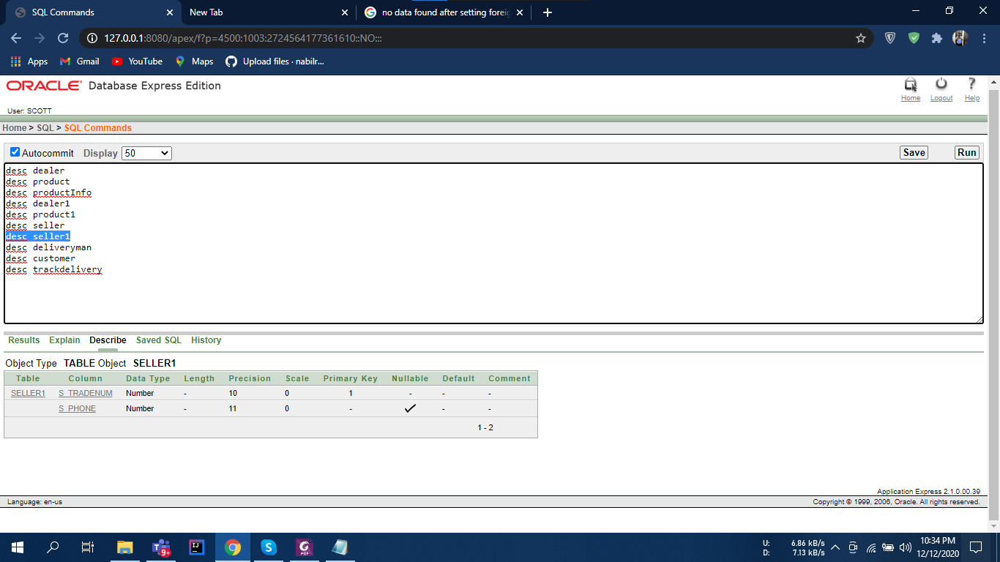 SQL Commands
New Tab
no data found after setting foreig
127.0.0.1:8080/apex/f?p=4500:1003:2724564177361610::NO:::
Apps Gmail YouTube Maps Upload files · nabilr...
ORACLE Database Express Edition
Home Logout Help
User: SCOTT
Home > SQL > SQL Commands
Autocommit Display 50 Save Run
desc dealer
desc product
desc productInfo
desc dealer1
desc product1
desc seller
desc seller1
desc deliveryman
desc customer
desc trackdelivery
Results Explain Describe Saved SQL History
Object Type TABLE Object SELLER1
Table Column Data Type Length Precision Scale Primary Key Nullable Default Comment
SELLER1 S_TRADENUM Number - 10 0 1 - - -
S_PHONE Number - 11 0 - - -
1 - 2
Application Express 2.1.0.00.39
Language: en-us Copyright © 1999, 2006, Oracle. All rights reserved.
9+
IJ
PDF
U: 6.86 kB/s
D: 7.13 kB/s
10:34 PM
12/12/2020